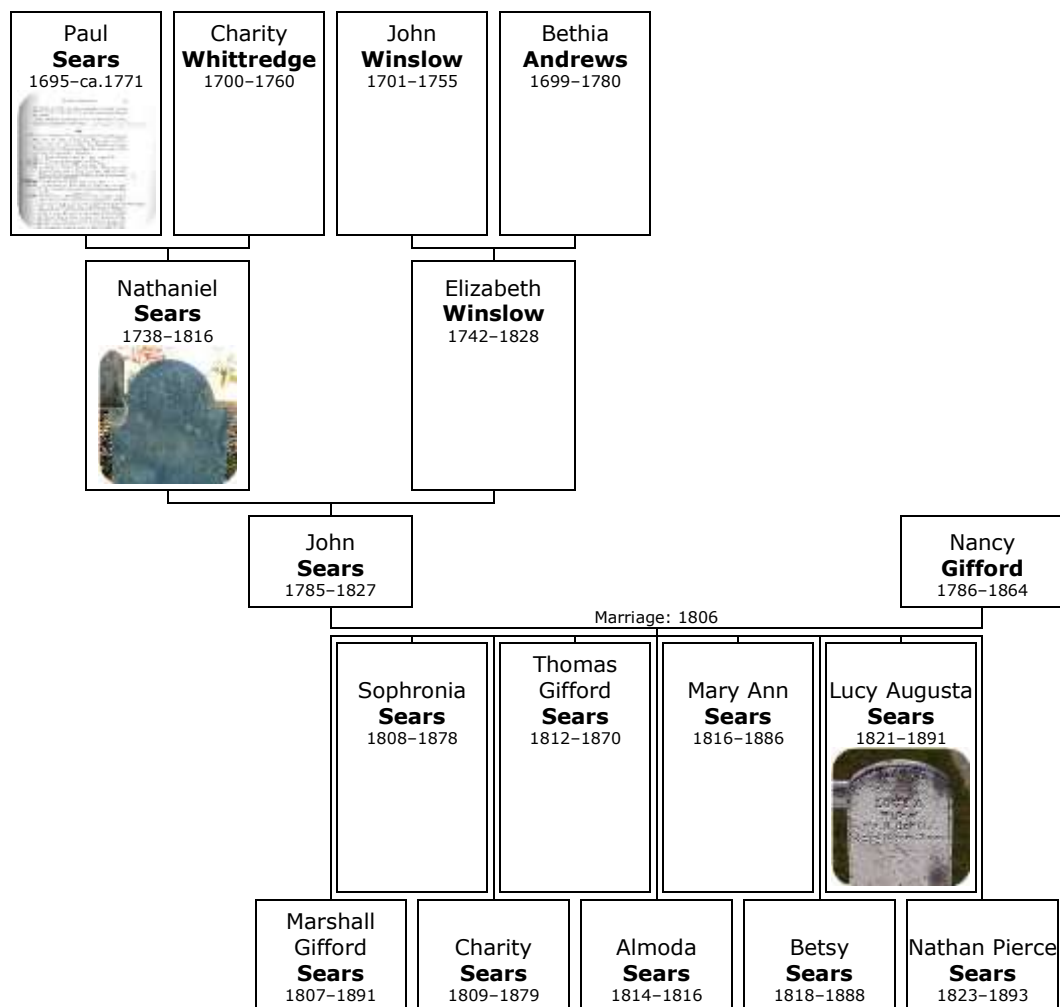 Paul
Sears
1695–ca.1771
Charity
Whittredge
1700–1760
John
Winslow
1701–1755
Bethia
Andrews
1699–1780
Nathaniel
Sears
1738–1816
Elizabeth
Winslow
1742–1828
John
Sears
1785–1827
Nancy
Gifford
1786–1864
Marriage: 1806
Sophronia
Sears
1808–1878
Thomas
Gifford
Sears
1812–1870
Mary Ann
Sears
1816–1886
Lucy Augusta
Sears
1821–1891
Marshall
Gifford
Sears
1807–1891
Charity
Sears
1809–1879
Almoda
Sears
1814–1816
Betsy
Sears
1818–1888
Nathan Pierce
Sears
1823–1893